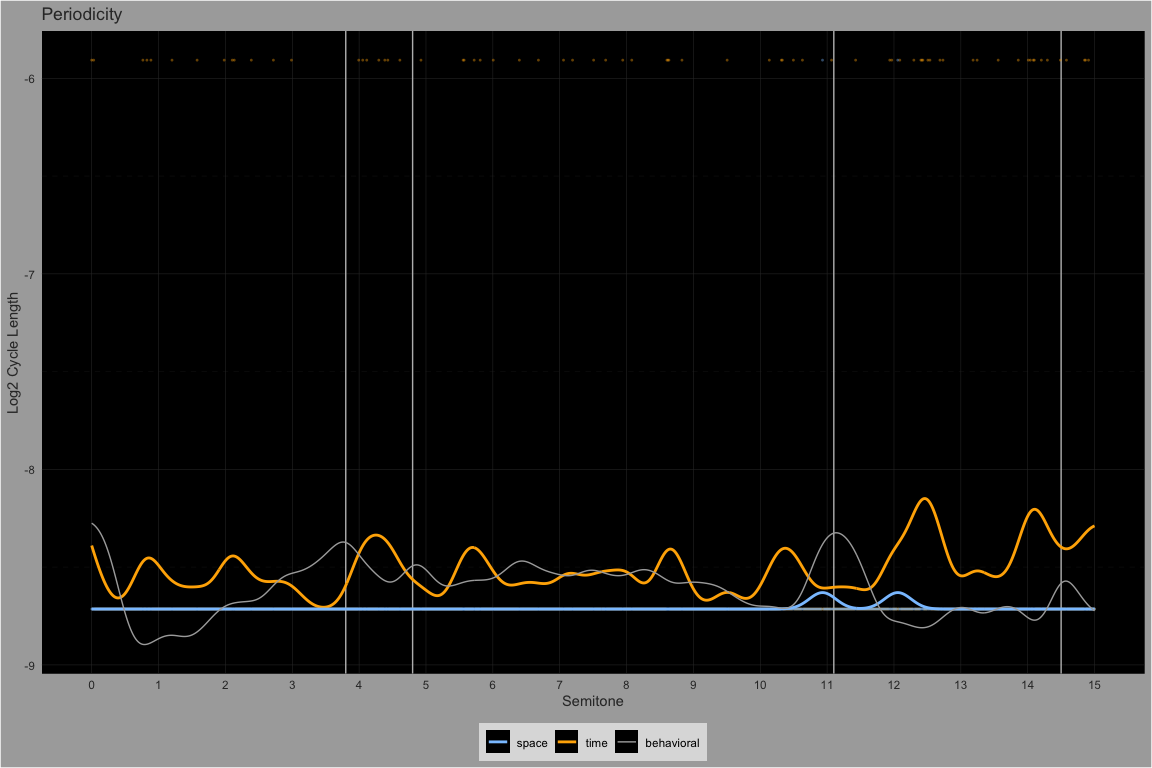 Periodicity
-6
-7
-8
-9
Log2 Cycle Length
0 1 2 3 4 5 6 7 8 9 10 11 12 13 14 15
Semitone
space time behavioral